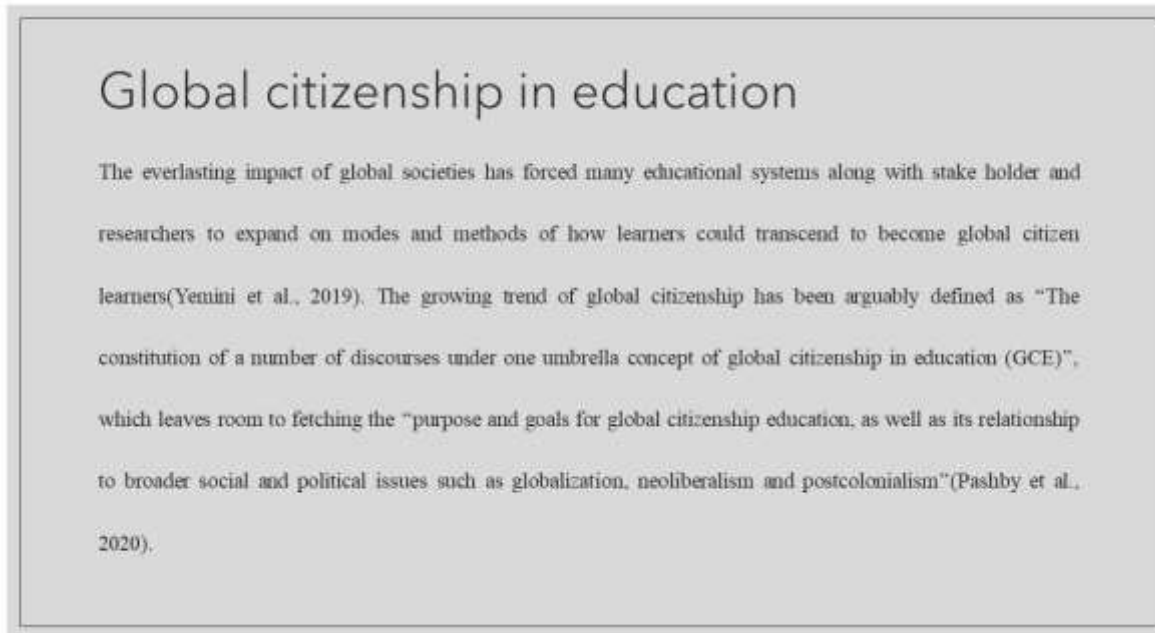 Global citizenship in education
The everlasting impact of global societies has forced many educational systems along with stake holder and
researchers to expand on modes and methods of how learners could transcend to become global citizen
learners(Yemini et al., 2019). The growing trend of global citizenship has been arguably defined as “The
constitution of a number of discourses under one umbrella concept of global citizenship in education (GCE)”,
which leaves room to fetching the “purpose and goals for global citizenship education, as well as its relationship
to broader social and political issues such as globalization, neoliberalism and postcolonialism”(Pashby et al.,
2020).